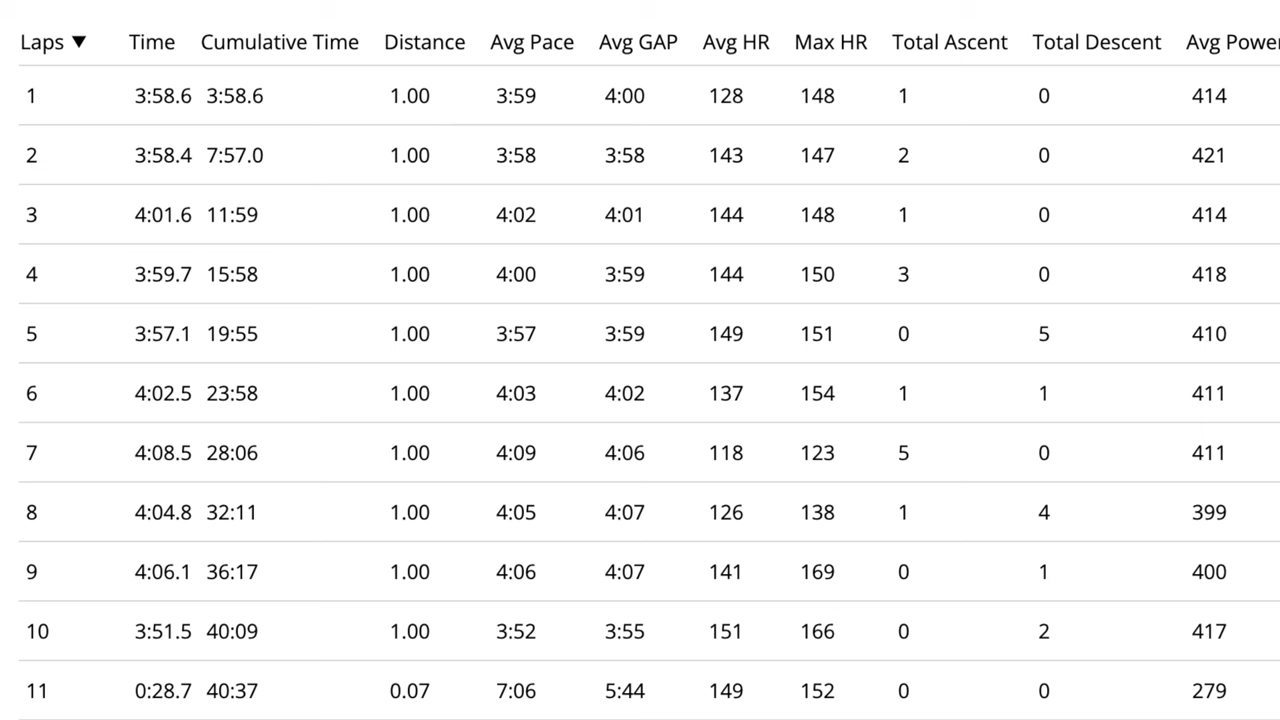 Laps ▼ Time Cumulative Time Distance Avg Pace Avg GAP Avg HR Max HR Total Ascent Total Descent Avg Power
1 3:58.6 3:58.6 1.00 3:59 4:00 128 148 1 0 414
2 3:58.4 7:57.0 1.00 3:58 3:58 143 147 2 0 421
3 4:01.6 11:59 1.00 4:02 4:01 144 148 1 0 414
4 3:59.7 15:58 1.00 4:00 3:59 144 150 3 0 418
5 3:57.1 19:55 1.00 3:57 3:59 149 151 0 5 410
6 4:02.5 23:58 1.00 4:03 4:02 137 154 1 1 411
7 4:08.5 28:06 1.00 4:09 4:06 118 123 5 0 411
8 4:04.8 32:11 1.00 4:05 4:07 126 138 1 4 399
9 4:06.1 36:17 1.00 4:06 4:07 141 169 0 1 400
10 3:51.5 40:09 1.00 3:52 3:55 151 166 0 2 417
11 0:28.7 40:37 0.07 7:06 5:44 149 152 0 0 279